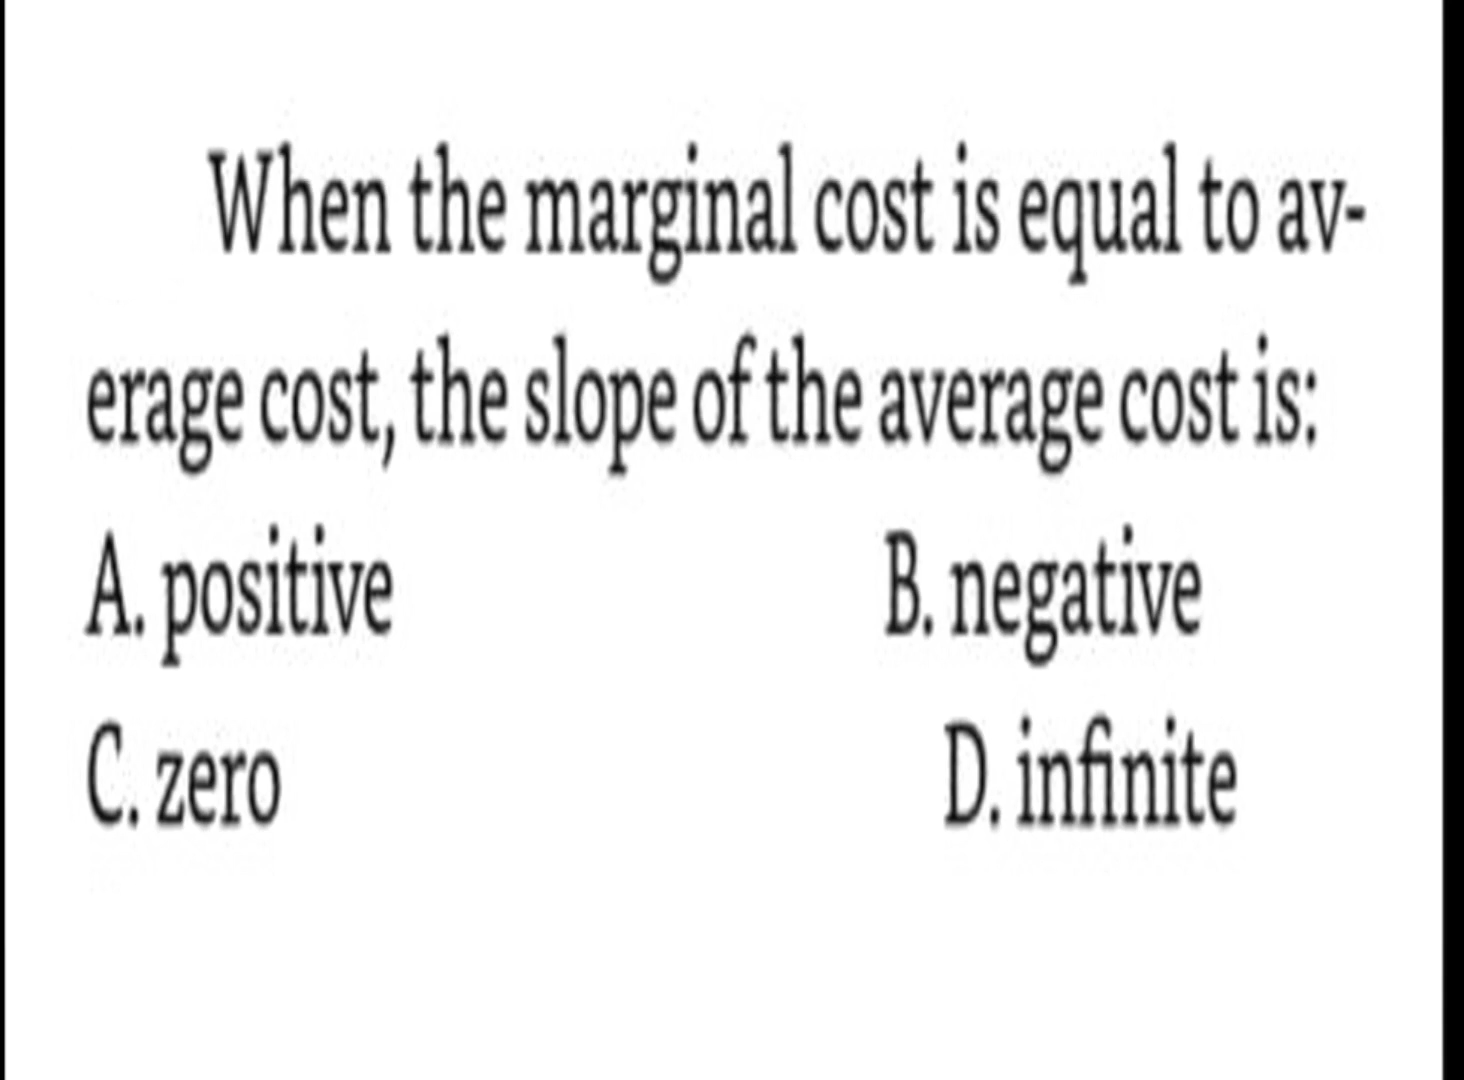 When the marginal cost is equal to av-
erage cost, the slope of the average cost is:
A. positive B. negative
C. zero D. infinite